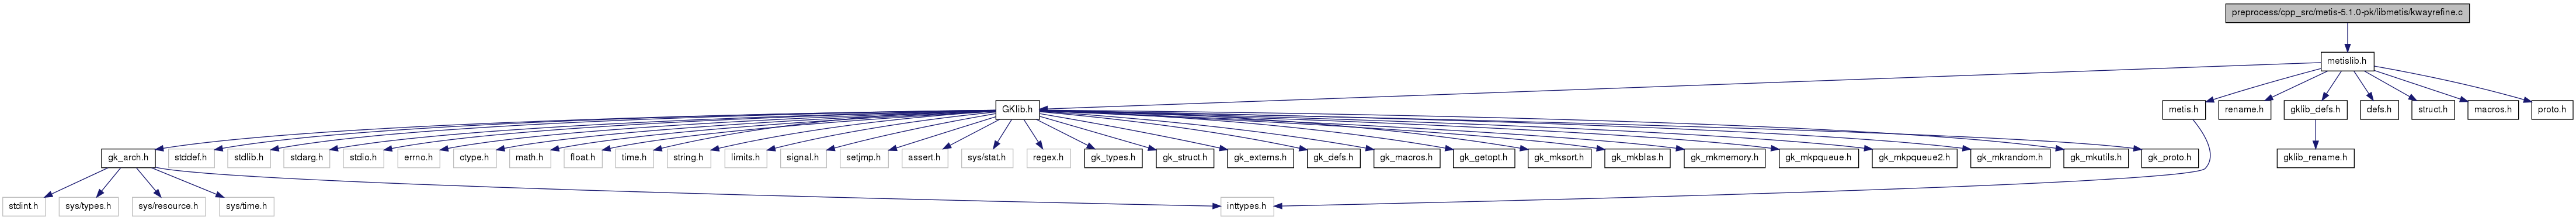 preprocess/cpp_src/metis-5.1.0-pk/libmetis/kwayrefine.c
metislib.h
GKlib.h
metis.h
rename.h
gklib_defs.h
defs.h
struct.h
macros.h
proto.h
gk_arch.h
stddef.h
stdlib.h
stdarg.h
stdio.h
errno.h
ctype.h
math.h
float.h
time.h
string.h
limits.h
signal.h
setjmp.h
assert.h
sys/stat.h
regex.h
gk_types.h
gk_struct.h
gk_externs.h
gk_defs.h
gk_macros.h
gk_getopt.h
gk_mksort.h
gk_mkblas.h
gk_mkmemory.h
gk_mkpqueue.h
gk_mkpqueue2.h
gk_mkrandom.h
gk_mkutils.h
gk_proto.h
gklib_rename.h
stdint.h
sys/types.h
sys/resource.h
sys/time.h
inttypes.h